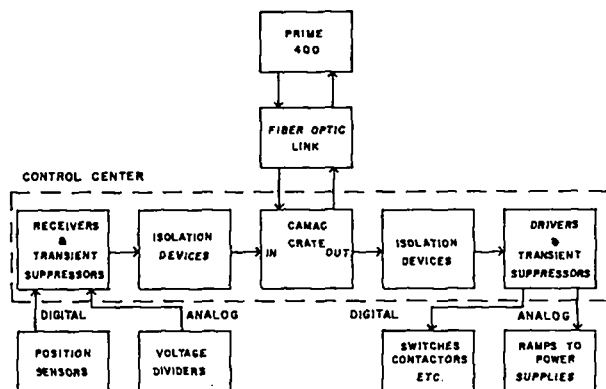 PRIME
400
FIBER OPTIC
LINK
CONTROL CENTER
RECEIVERS
&
TRANSIENT
SUPPRESSORS
ISOLATION
DEVICES
CAMAC
CRATE
IN
OUT
ISOLATION
DEVICES
DRIVERS
&
TRANSIENT
SUPPRESSORS
DIGITAL
ANALOG
DIGITAL
ANALOG
POSITION
SENSORS
VOLTAGE
DIVIDERS
SWITCHES
CONTACTORS
ETC.
RAMPS TO
POWER
SUPPLIES